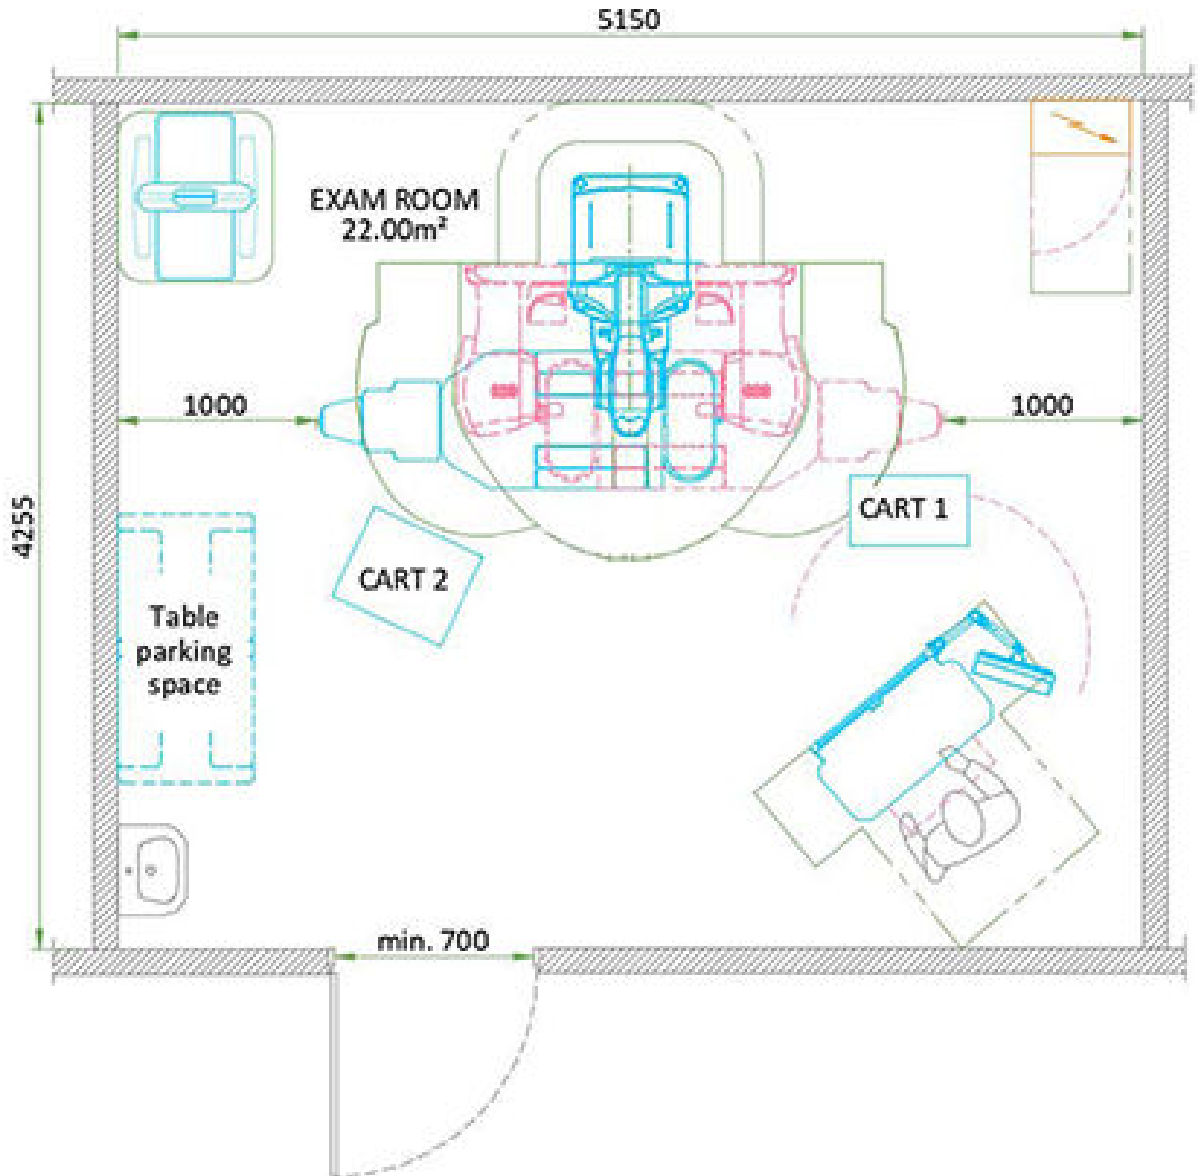 5150
EXAM ROOM
22.00m²
1000
1000
4255
CART 1
CART 2
Table
parking
space
min. 700